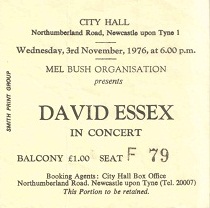 CITY HALL
Northumberland Road, Newcastle upon Tyne 1
Wednesday, 3rd November, 1976, at 6.00 p.m.
MEL BUSH ORGANISATION
presents
DAVID ESSEX
IN CONCERT
BALCONY £1.00 SEAT F 79
Booking Agents: City Hall Box Office
Northumberland Road, Newcastle upon Tyne (Tel. 20007)
This Portion to be retained.
SMITH PRINT GROUP